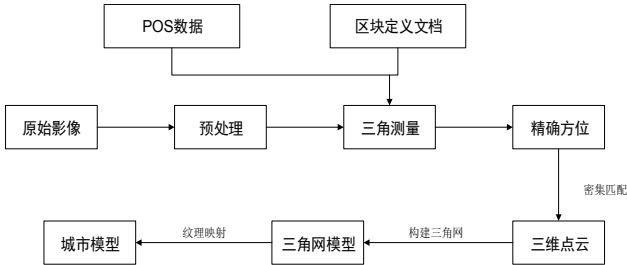 POS数据
区块定义文档
原始影像
预处理
三角测量
精确方位
密集匹配
城市模型
纹理映射
三角网模型
构建三角网
三维点云